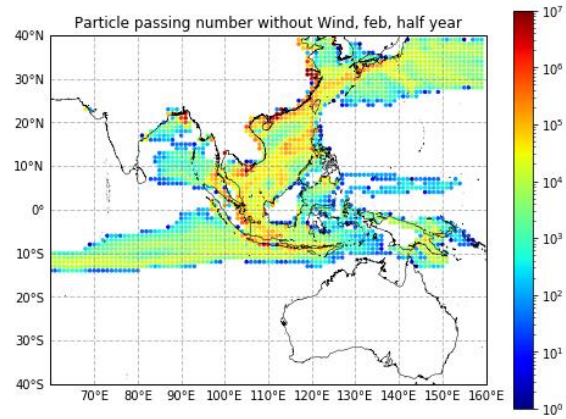 Particle passing number without Wind, feb, half year
40°N
30°N
20°N
10°N
0°
10°S
20°S
30°S
40°S
70°E 80°E 90°E 100°E 110°E 120°E 130°E 140°E 150°E 160°E
10⁷
10⁶
10⁵
10⁴
10³
10²
10¹
10⁰